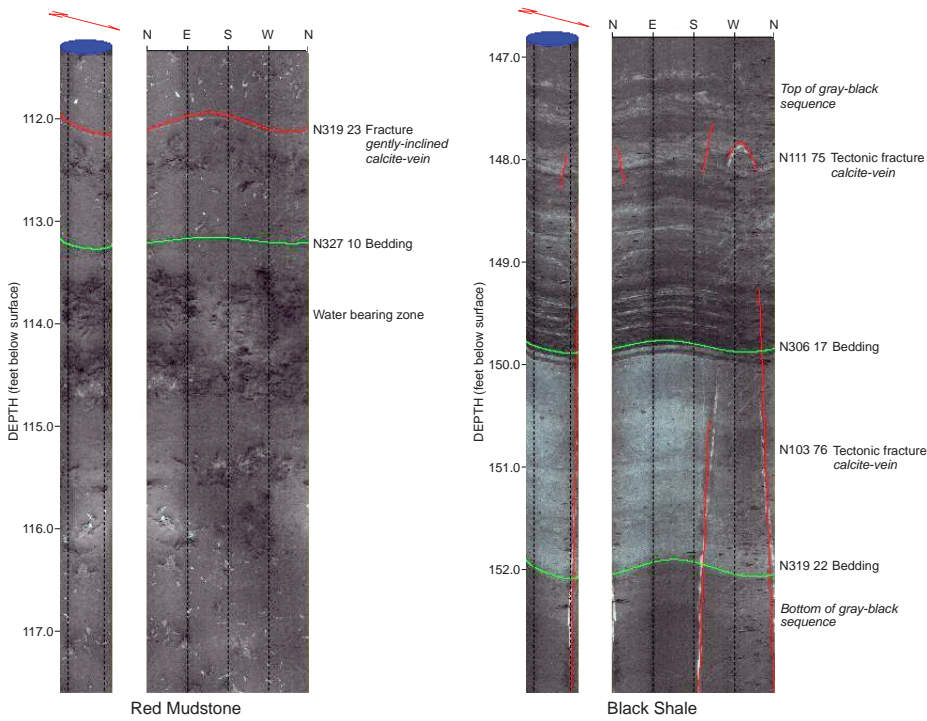 N E S W N
112.0
113.0
114.0
115.0
116.0
117.0
DEPTH (feet below surface)
N319 23 Fracture
gently-inclined
calcite-vein
N327 10 Bedding
Water bearing zone
Red Mudstone
N E S W N
147.0
148.0
149.0
150.0
151.0
152.0
DEPTH (feet below surface)
Top of gray-black
sequence
N111 75 Tectonic fracture
calcite-vein
N306 17 Bedding
N103 76 Tectonic fracture
calcite-vein
N319 22 Bedding
Bottom of gray-black
sequence
Black Shale